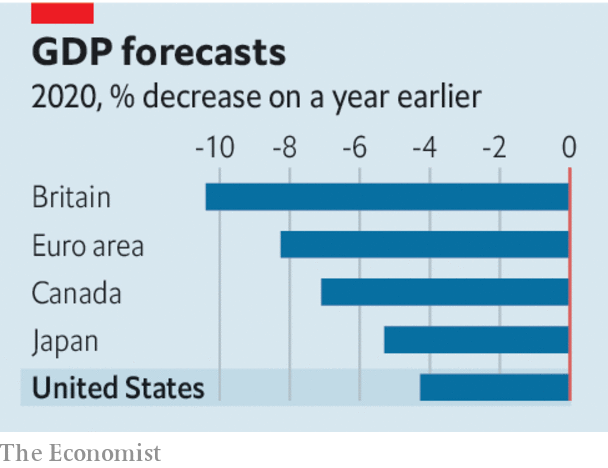 GDP forecasts
2020, % decrease on a year earlier
-10 -8 -6 -4 -2 0
Britain
Euro area
Canada
Japan
United States
The Economist